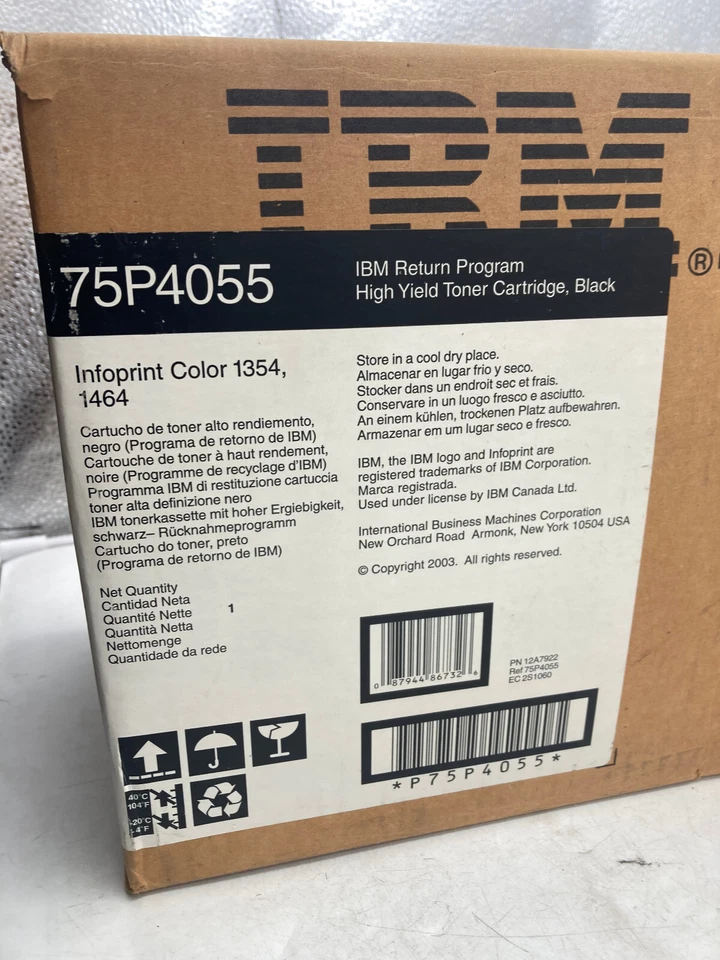 IBM
®
75P4055
IBM Return Program
High Yield Toner Cartridge, Black
Infoprint Color 1354,
1464
Cartucho de toner alto rendiemento,
negro (Programa de retorno de IBM)
Cartouche de toner à haut rendement,
noire (Programme de recyclage d'IBM)
Programma IBM di restituzione cartuccia
toner alta definizione nero
IBM tonerkassette mit hoher Ergiebigkeit,
schwarz– Rücknahmeprogramm
Cartucho do toner, preto
(Programa de retorno de IBM)
Net Quantity
Cantidad Neta
Quantité Nette
Quantità Netta
Nettomenge
Quantidade da rede
1
Store in a cool dry place.
Almacenar en lugar frio y seco.
Stocker dans un endroit sec et frais.
Conservare in un luogo fresco e asciutto.
An einem kühlen, trockenen Platz aufbewahren.
Armazenar em um lugar seco e fresco.
IBM, the IBM logo and Infoprint are
registered trademarks of IBM Corporation.
Marca registrada.
Used under license by IBM Canada Ltd.
International Business Machines Corporation
New Orchard Road Armonk, New York 10504 USA
© Copyright 2003. All rights reserved.
0 87944 86732 6
PN 12A7922
Ref 75P4055
EC 2S1060
*P75P4055*
40°C
104°F
-20°C
-4°F